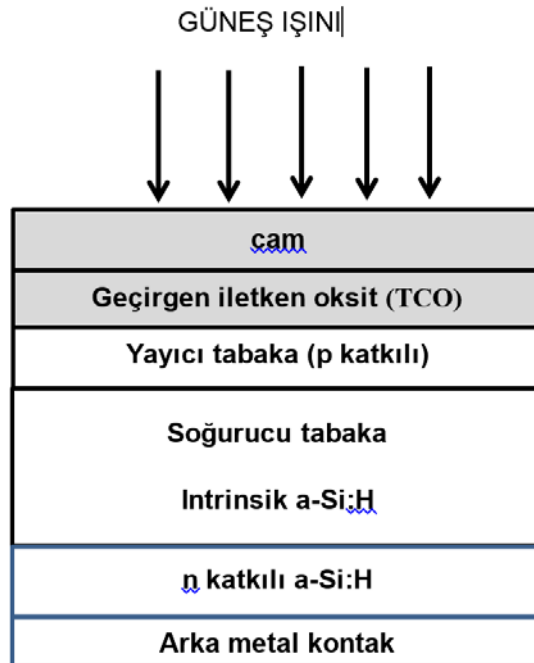 GÜNEŞ IŞINI
cam
Geçirgen iletken oksit (TCO)
Yayıcı tabaka (p katkılı)
Soğurucu tabaka
Intrinsik a-Si:H
n katkılı a-Si:H
Arka metal kontak